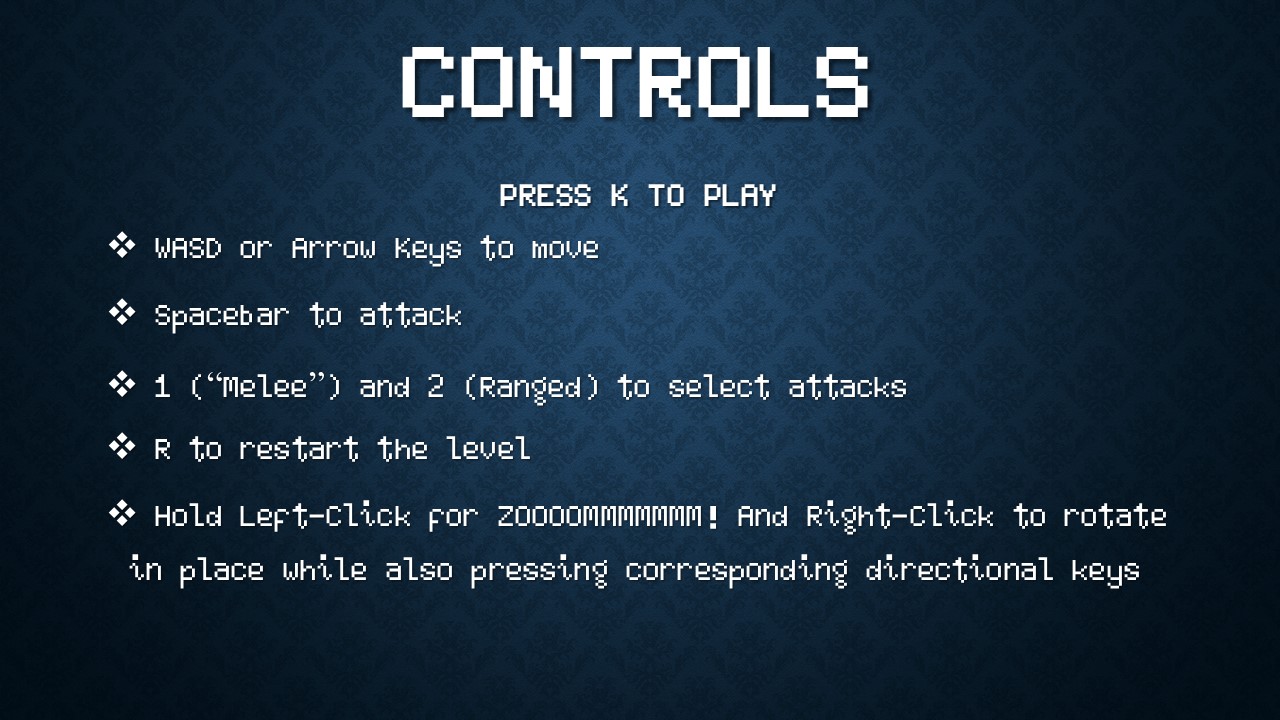 CONTROLS
PRESS K TO PLAY
❖ WASD or Arrow Keys to move
❖ Spacebar to attack
❖ 1 (“Melee”) and 2 (Ranged) to select attacks
❖ R to restart the level
❖ Hold Left-Click for ZOOOOMMMMMMM! And Right-Click to rotate
in place while also pressing corresponding directional keys